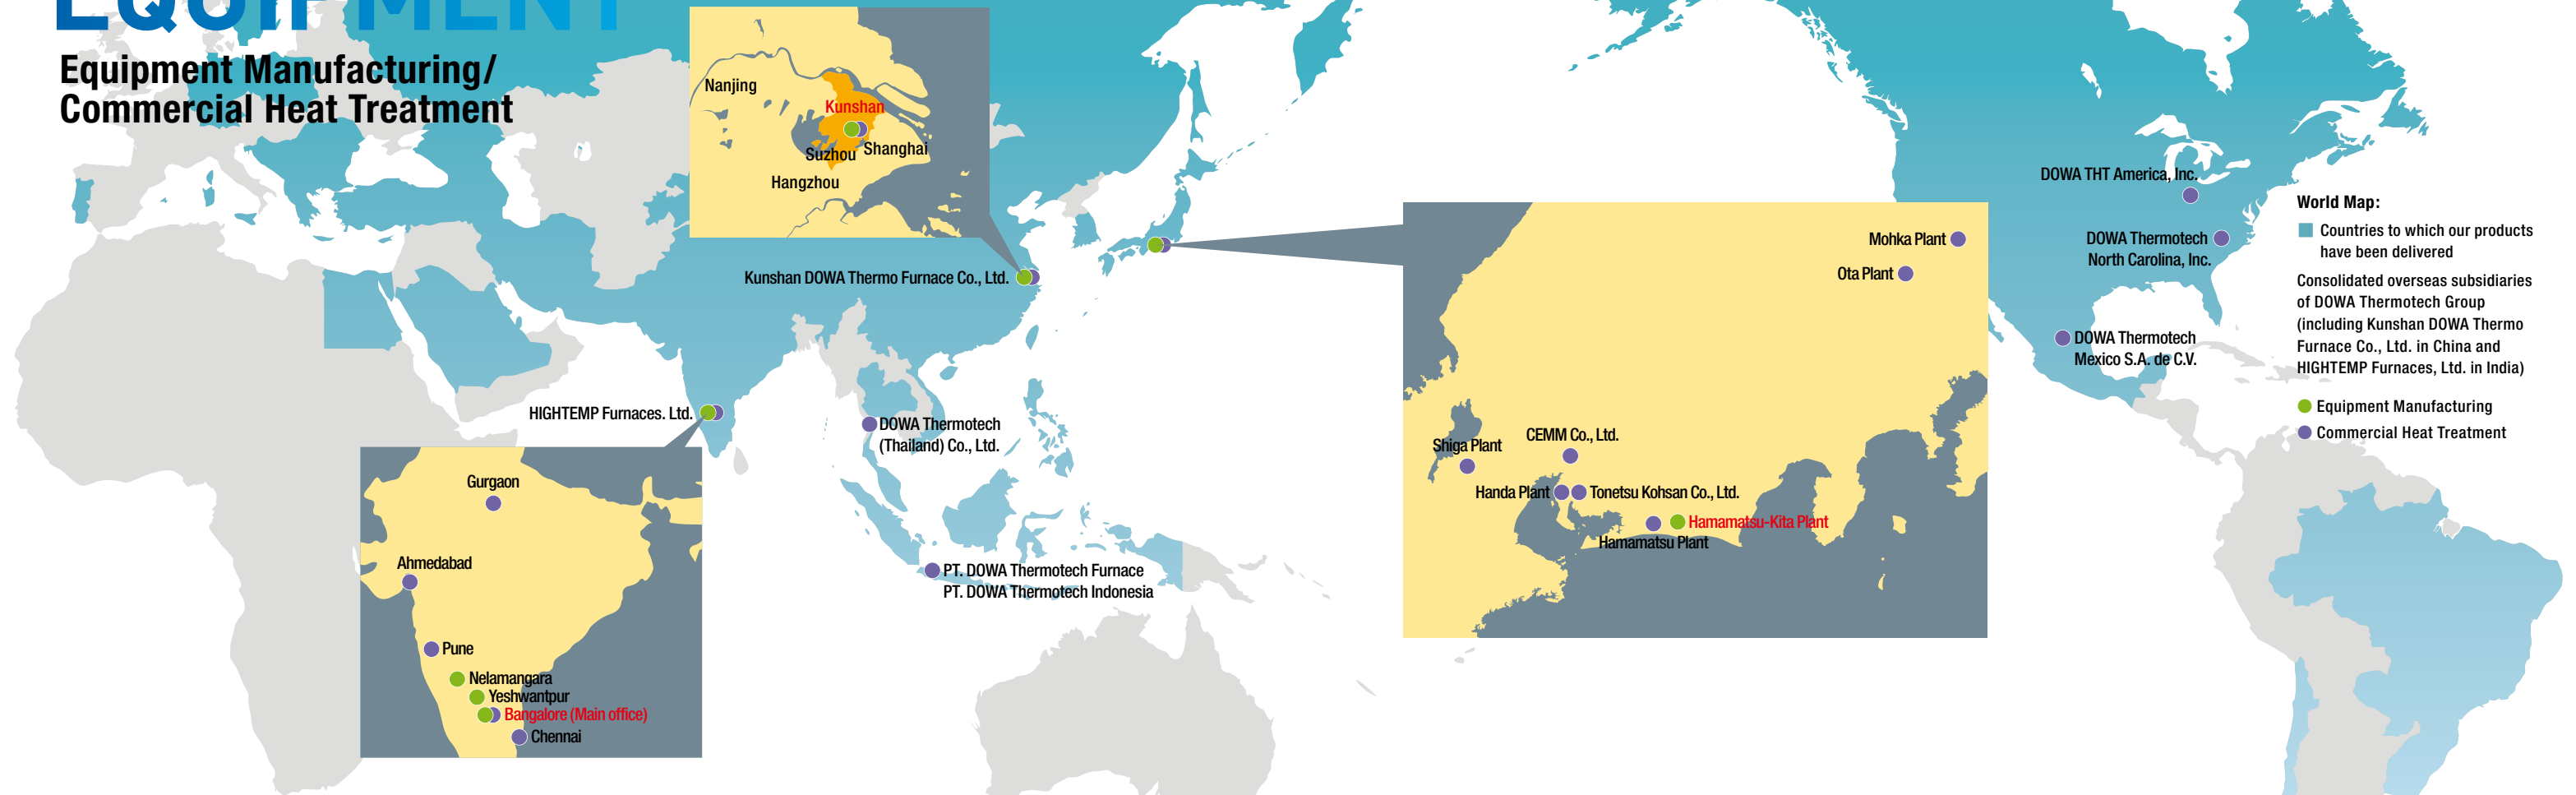 EQUIPMENT
Equipment Manufacturing/
Commercial Heat Treatment
Nanjing
Kunshan
Suzhou
Shanghai
Hangzhou
Kunshan DOWA Thermo Furnace Co., Ltd.
HIGHTEMP Furnaces. Ltd.
Gurgaon
Ahmedabad
Pune
Nelamangara
Yeshwantpur
Bangalore (Main office)
Chennai
DOWA Thermotech
(Thailand) Co., Ltd.
PT. DOWA Thermotech Furnace
PT. DOWA Thermotech Indonesia
Mohka Plant
Ota Plant
Shiga Plant
CEMM Co., Ltd.
Handa Plant
Tonetsu Kohsan Co., Ltd.
Hamamatsu-Kita Plant
Hamamatsu Plant
DOWA THT America, Inc.
DOWA Thermotech
North Carolina, Inc.
DOWA Thermotech
Mexico S.A. de C.V.
World Map:
Countries to which our products
have been delivered
Consolidated overseas subsidiaries
of DOWA Thermotech Group
(including Kunshan DOWA Thermo
Furnace Co., Ltd. in China and
HIGHTEMP Furnaces, Ltd. in India)
Equipment Manufacturing
Commercial Heat Treatment